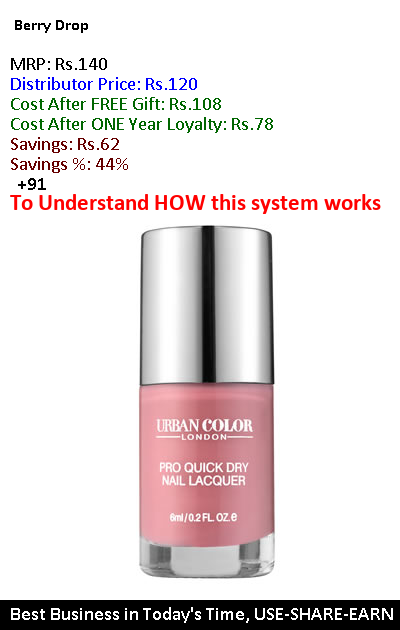 Berry Drop
MRP: Rs.140
Distributor Price: Rs.120
Cost After FREE Gift: Rs.108
Cost After ONE Year Loyalty: Rs.78
Savings: Rs.62
Savings %: 44%
+91
To Understand HOW this system works
URBAN COLOR
LONDON
PRO QUICK DRY
NAIL LACQUER
6ml/0.2 FL. OZ.e
Best Business in Today's Time, USE-SHARE-EARN